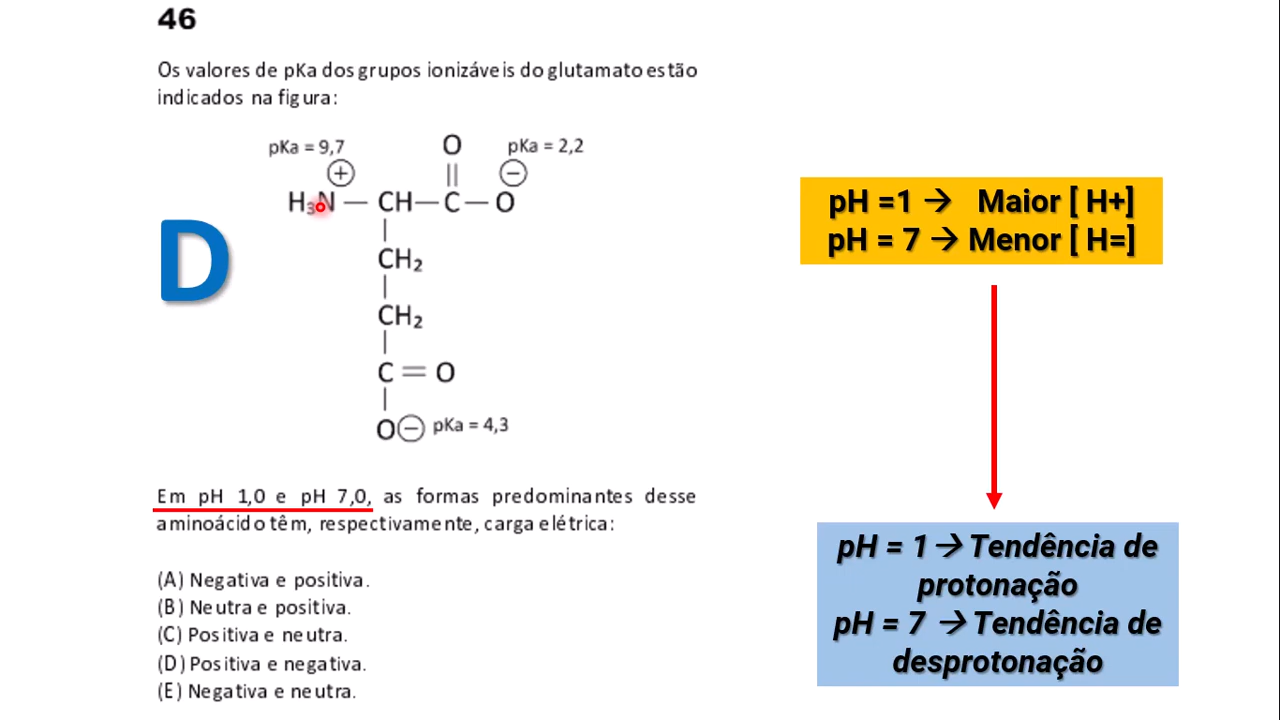 46
Os valores de pKa dos grupos ionizáveis do glutamato estão
indicados na figura:
pKa = 9,7
O
pKa = 2,2
+
||
−
H₃N — CH — C — O
|
CH₂
|
CH₂
|
C = O
|
O − pKa = 4,3
D
Em pH 1,0 e pH 7,0, as formas predominantes desse
aminoácido têm, respectivamente, carga elétrica:
(A) Negativa e positiva.
(B) Neutra e positiva.
(C) Positiva e neutra.
(D) Positiva e negativa.
(E) Negativa e neutra.
pH =1 → Maior [ H+]
pH = 7 → Menor [ H=]
pH = 1 → Tendência de
protonação
pH = 7 → Tendência de
desprotonação